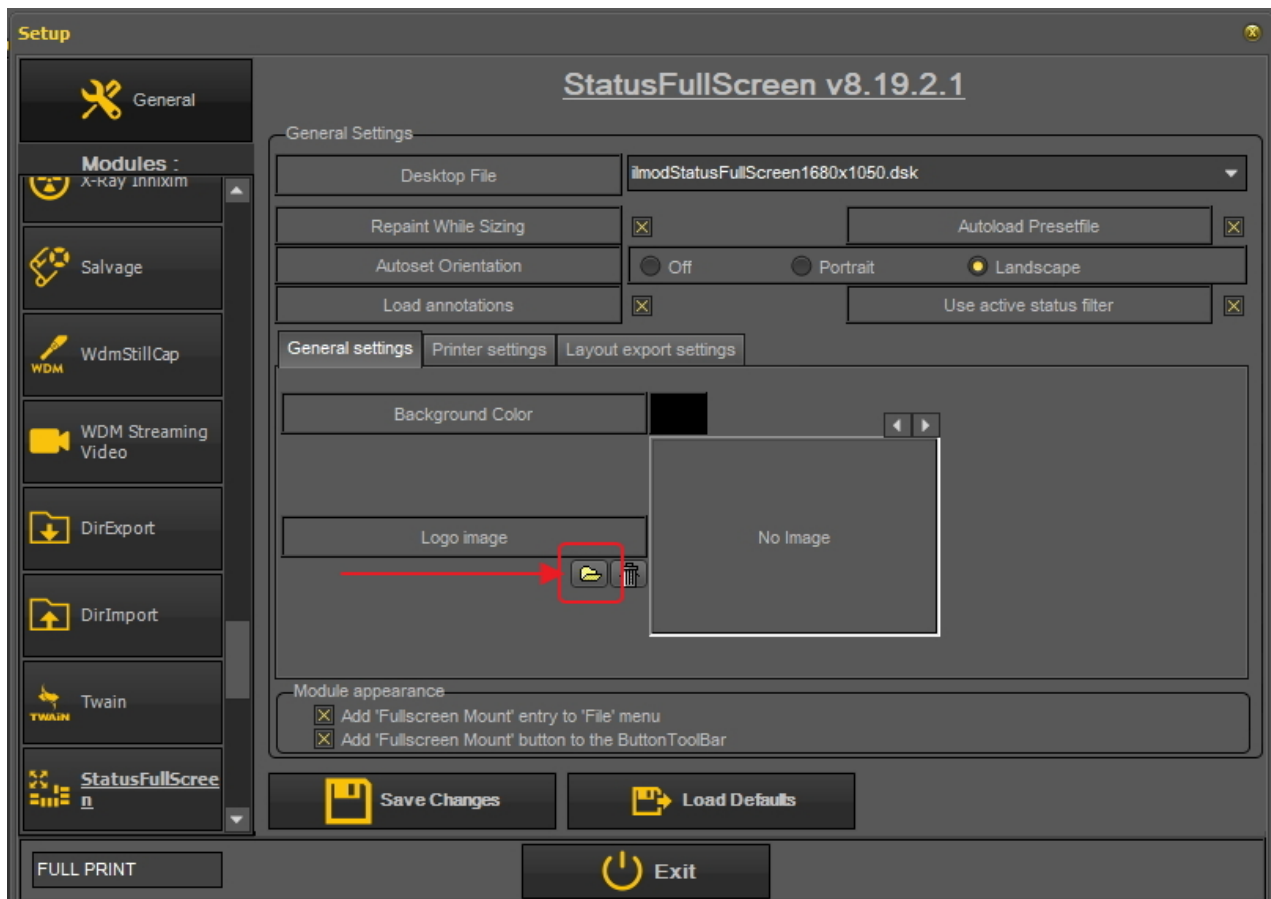 Setup
General
Modules :
X-Ray Innixim
Salvage
WDM
WdmStillCap
WDM Streaming
Video
DirExport
DirImport
TWAIN
Twain
StatusFullScree
n
FULL PRINT
StatusFullScreen v8.19.2.1
General Settings
Desktop File
ilmodStatusFullScreen1680x1050.dsk
Repaint While Sizing
Autoload Presetfile
Autoset Orientation
Off
Portrait
Landscape
Load annotations
Use active status filter
General settings
Printer settings
Layout export settings
Background Color
Logo image
No Image
Module appearance
Add 'Fullscreen Mount' entry to 'File' menu
Add 'Fullscreen Mount' button to the ButtonToolBar
Save Changes
Load Defaults
Exit